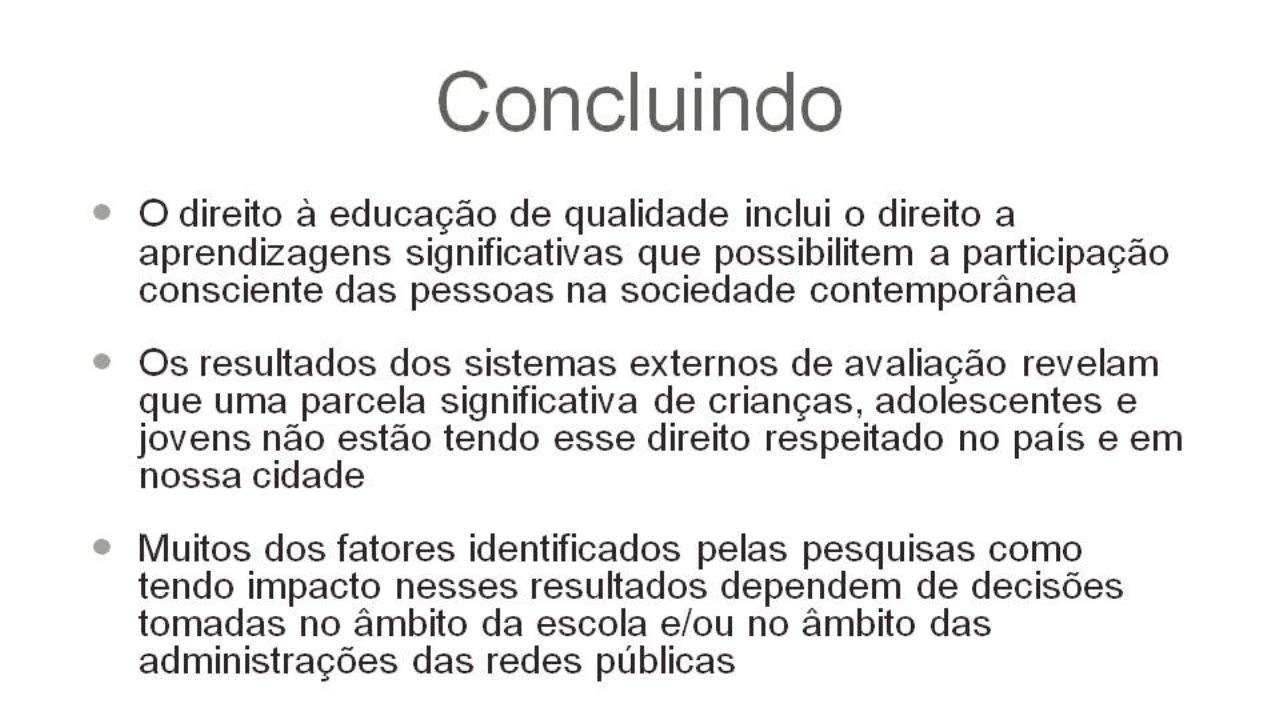 Concluindo
• O direito à educação de qualidade inclui o direito a
aprendizagens significativas que possibilitem a participação
consciente das pessoas na sociedade contemporânea
• Os resultados dos sistemas externos de avaliação revelam
que uma parcela significativa de crianças, adolescentes e
jovens não estão tendo esse direito respeitado no país e em
nossa cidade
• Muitos dos fatores identificados pelas pesquisas como
tendo impacto nesses resultados dependem de decisões
tomadas no âmbito da escola e/ou no âmbito das
administrações das redes públicas